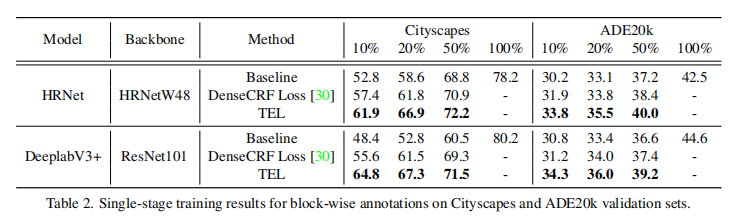 Model Backbone Method Cityscapes ADE20k
10% 20% 50% 100% 10% 20% 50% 100%
Baseline 52.8 58.6 68.8 78.2 30.2 33.1 37.2 42.5
HRNet HRNetW48 DenseCRF Loss [30] 57.4 61.8 70.9 - 31.9 33.8 38.4 -
TEL 61.9 66.9 72.2 - 33.8 35.5 40.0 -
Baseline 48.4 52.8 60.5 80.2 30.8 33.4 36.6 44.6
DeeplabV3+ ResNet101 DenseCRF Loss [30] 55.6 61.5 69.3 - 31.2 34.0 37.4 -
TEL 64.8 67.3 71.5 - 34.3 36.0 39.2 -
Table 2. Single-stage training results for block-wise annotations on Cityscapes and ADE20k validation sets.